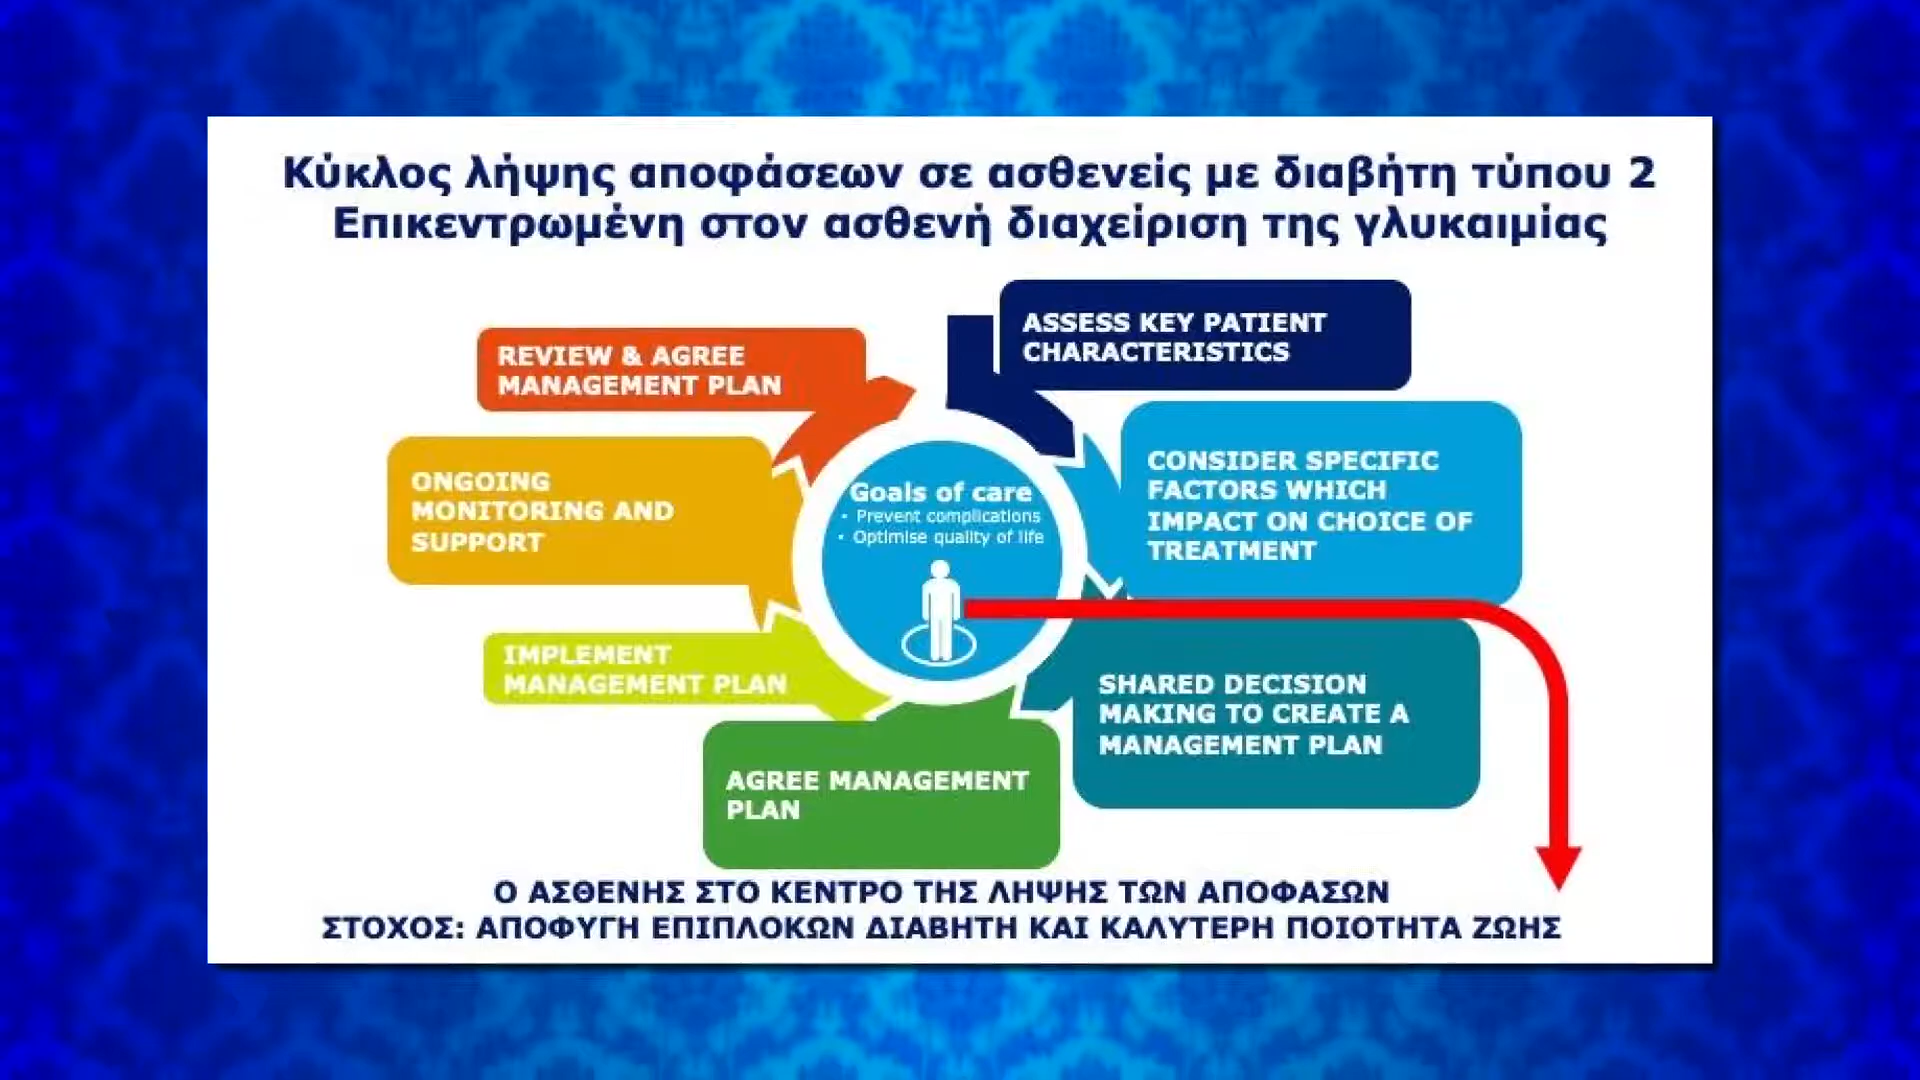 Κύκλος λήψης αποφάσεων σε ασθενείς με διαβήτη τύπου 2
Επικεντρωμένη στον ασθενή διαχείριση της γλυκαιμίας
ASSESS KEY PATIENT
CHARACTERISTICS
CONSIDER SPECIFIC
FACTORS WHICH
IMPACT ON CHOICE OF
TREATMENT
SHARED DECISION
MAKING TO CREATE A
MANAGEMENT PLAN
AGREE MANAGEMENT
PLAN
IMPLEMENT
MANAGEMENT PLAN
ONGOING
MONITORING AND
SUPPORT
REVIEW & AGREE
MANAGEMENT PLAN
Goals of care
• Prevent complications
• Optimise quality of life
Ο ΑΣΘΕΝΗΣ ΣΤΟ ΚΕΝΤΡΟ ΤΗΣ ΛΗΨΗΣ ΤΩΝ ΑΠΟΦΑΣΩΝ
ΣΤΟΧΟΣ: ΑΠΟΦΥΓΗ ΕΠΙΠΛΟΚΩΝ ΔΙΑΒΗΤΗ ΚΑΙ ΚΑΛΥΤΕΡΗ ΠΟΙΟΤΗΤΑ ΖΩΗΣ